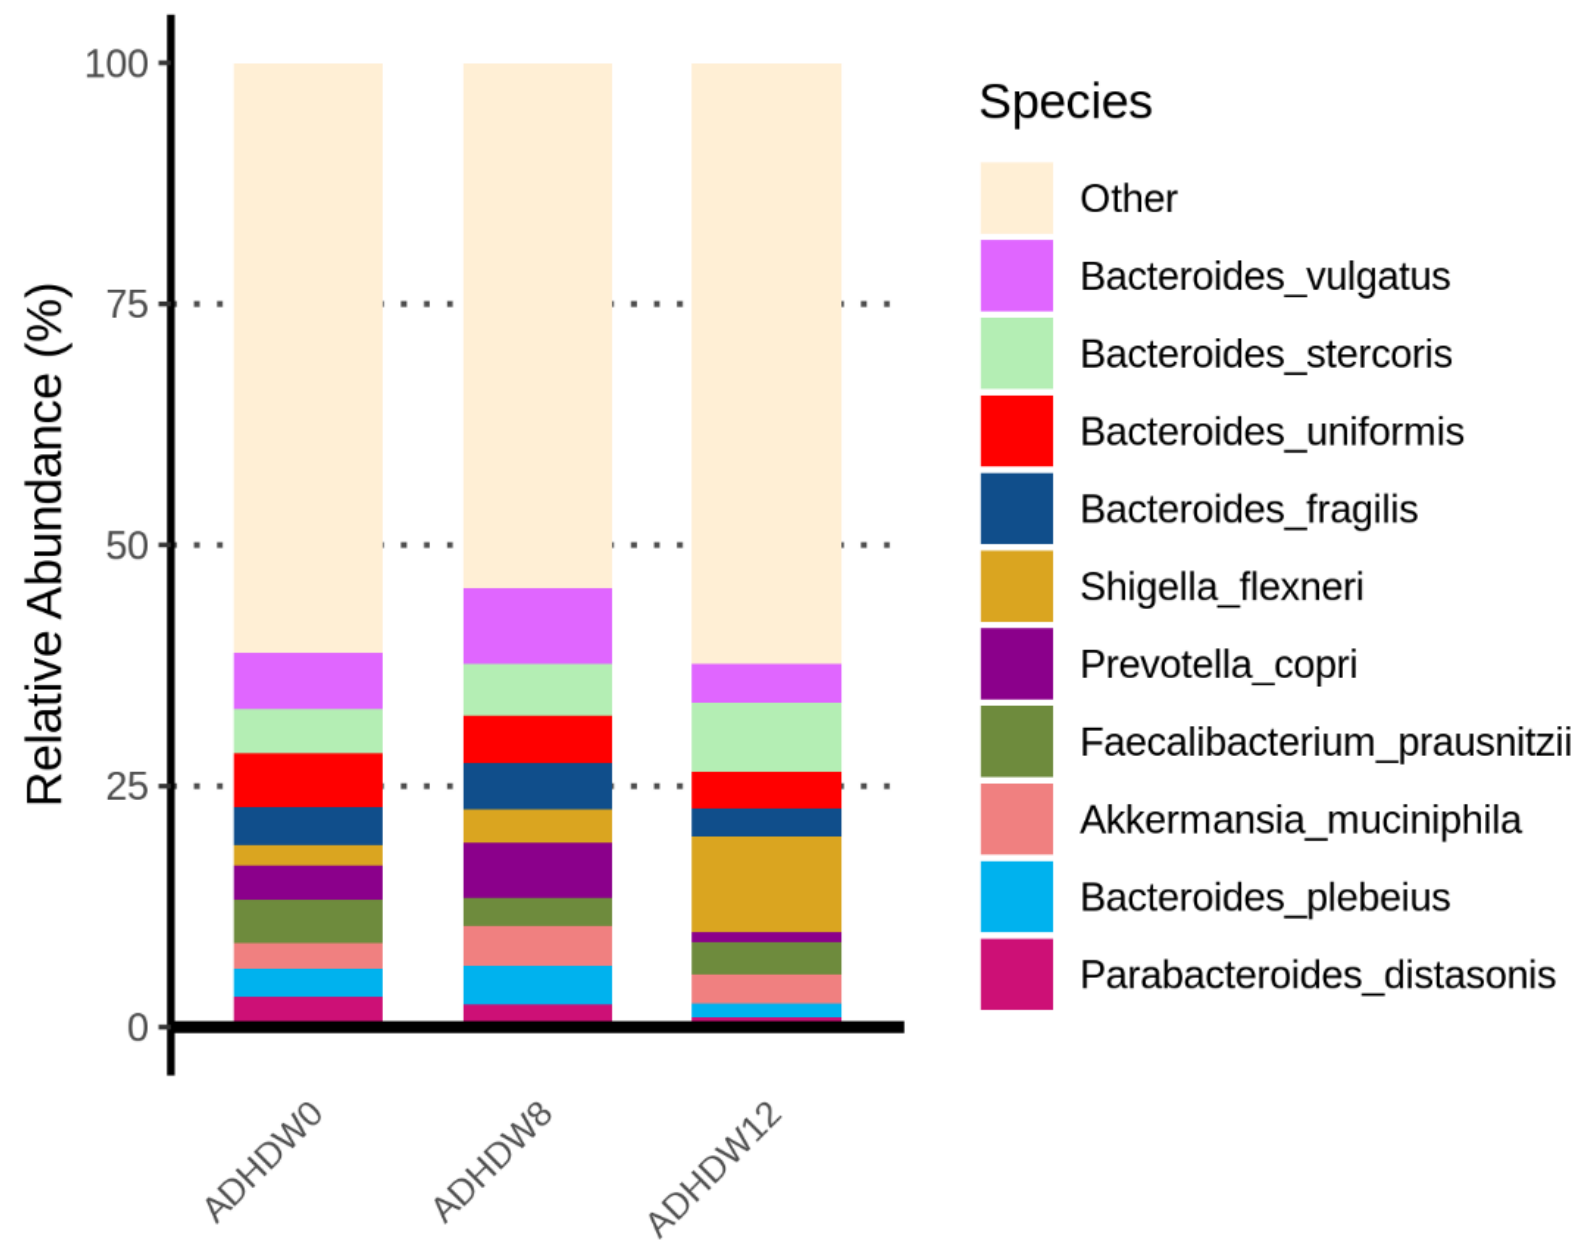 Relative Abundance (%)
100
75
50
25
0
ADHDW0
ADHDW8
ADHDW12
Species
Other
Bacteroides_vulgatus
Bacteroides_stercoris
Bacteroides_uniformis
Bacteroides_fragilis
Shigella_flexneri
Prevotella_copri
Faecalibacterium_prausnitzii
Akkermansia_muciniphila
Bacteroides_plebeius
Parabacteroides_distasonis